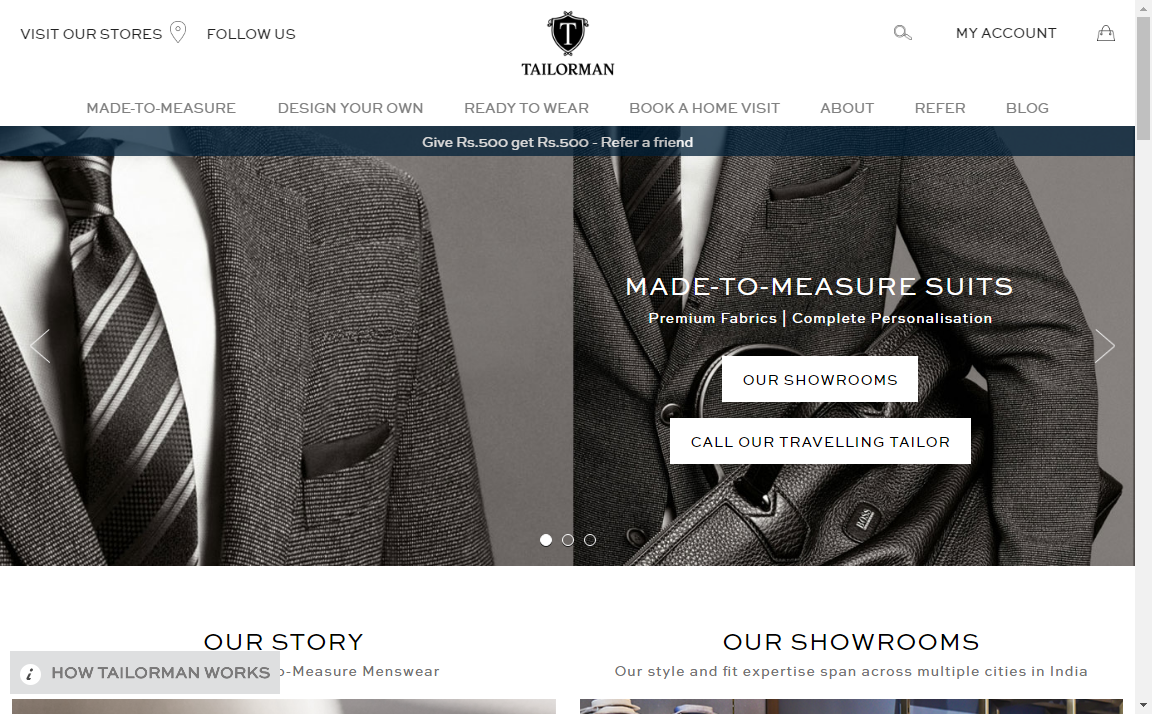 VISIT OUR STORES
FOLLOW US
T
TAILORMAN
MY ACCOUNT
MADE-TO-MEASURE
DESIGN YOUR OWN
READY TO WEAR
BOOK A HOME VISIT
ABOUT
REFER
BLOG
Give Rs.500 get Rs.500 - Refer a friend
MADE-TO-MEASURE SUITS
Premium Fabrics | Complete Personalisation
OUR SHOWROOMS
CALL OUR TRAVELLING TAILOR
BOSS
OUR STORY
-Measure Menswear
i HOW TAILORMAN WORKS
OUR SHOWROOMS
Our style and fit expertise span across multiple cities in India